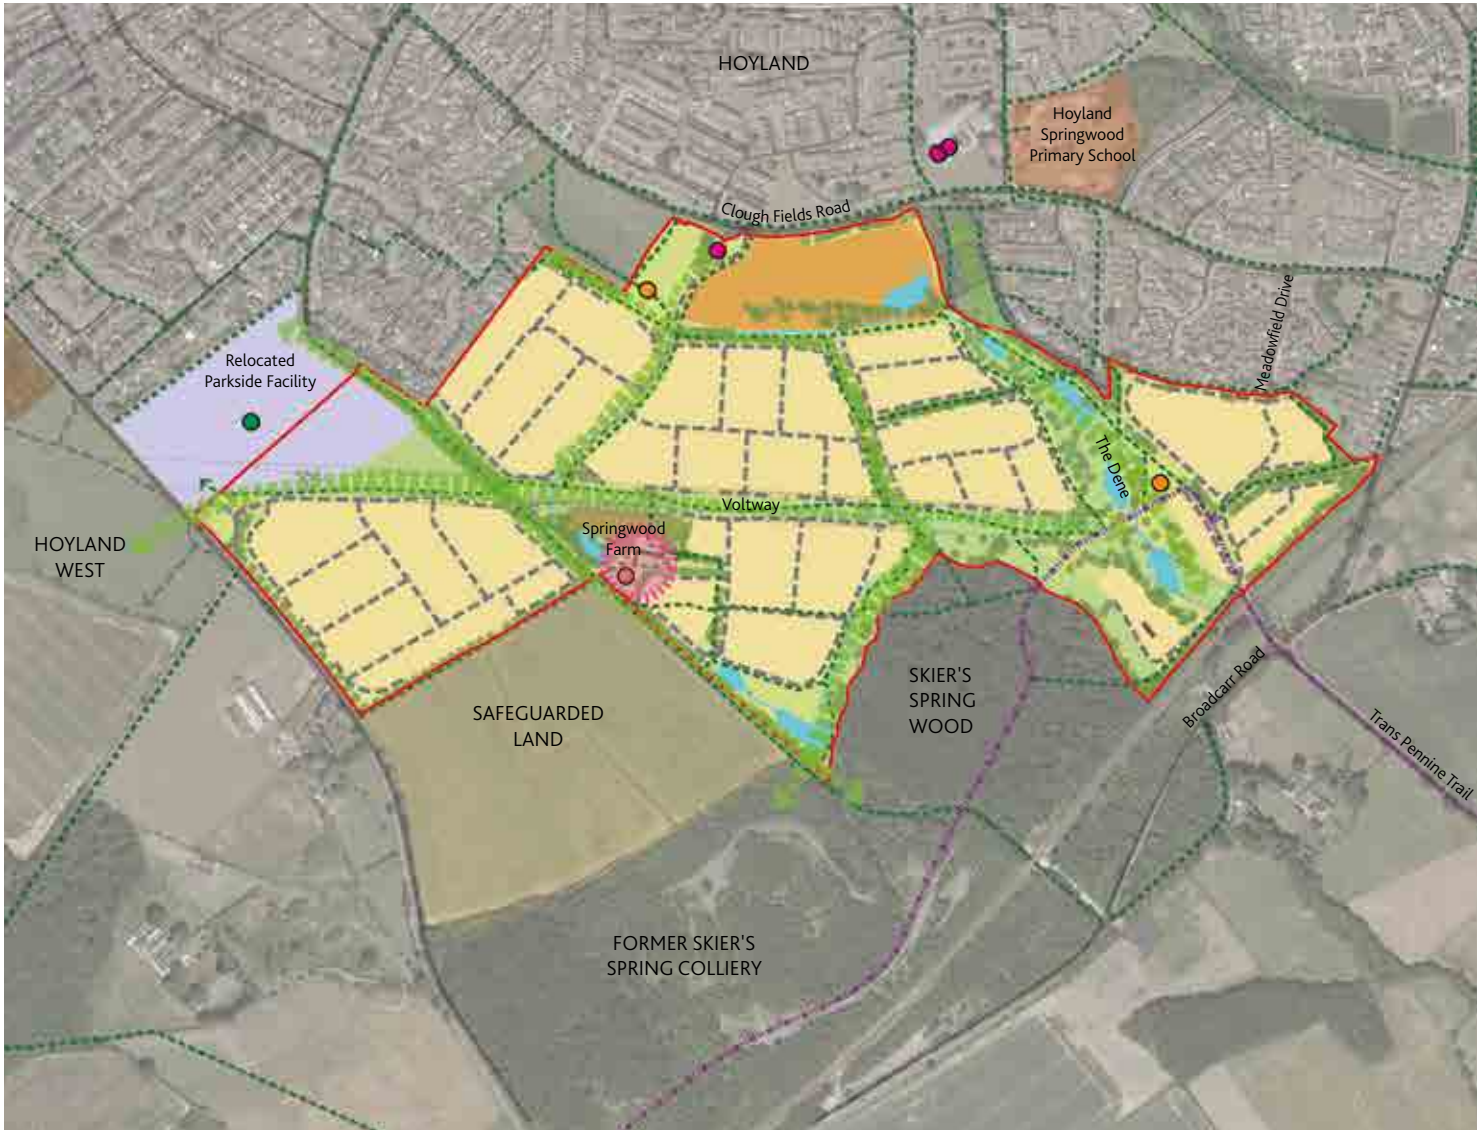 HOYLAND
Hoyland
Springwood
Primary School
Clough Fields Road
Meadowfield Drive
Relocated
Parkside Facility
The Dene
Voltway
Springwood
Farm
HOYLAND
WEST
SKIER'S
SPRING
WOOD
SAFEGUARDED
LAND
Broadcarr Road
Trans Pennine Trail
FORMER SKIER'S
SPRING COLLIERY